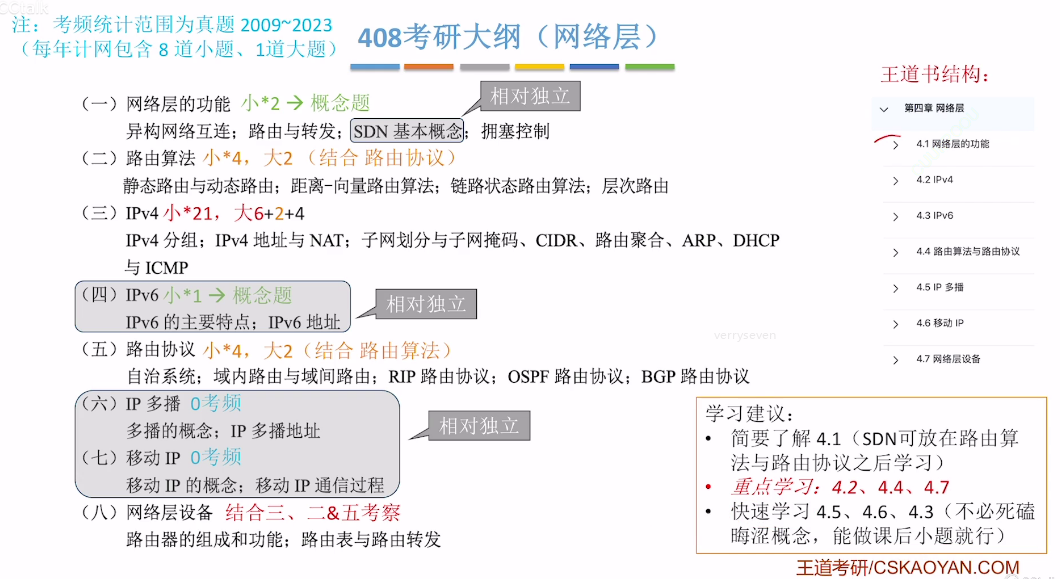 注：考频统计范围为真题 2009~2023
（每年计网包含 8 道小题、1道大题）
408考研大纲（网络层）
（一）网络层的功能 小*2 → 概念题
相对独立
异构网络互连；路由与转发；SDN 基本概念；拥塞控制
（二）路由算法 小*4，大2（结合 路由协议）
静态路由与动态路由；距离-向量路由算法；链路状态路由算法；层次路由
（三）IPv4 小*21，大6+2+4
IPv4 分组；IPv4 地址与 NAT；子网划分与子网掩码、CIDR、路由聚合、ARP、DHCP
与 ICMP
（四）IPv6 小*1 → 概念题
相对独立
IPv6 的主要特点；IPv6 地址
（五）路由协议 小*4，大2（结合 路由算法）
自治系统；域内路由与域间路由；RIP 路由协议；OSPF 路由协议；BGP 路由协议
（六）IP 多播 0考频
多播的概念；IP 多播地址
相对独立
（七）移动 IP 0考频
移动 IP 的概念；移动 IP 通信过程
（八）网络层设备 结合三、二&五考察
路由器的组成和功能；路由表与路由转发
王道书结构：
第四章 网络层
4.1 网络层的功能
4.2 IPv4
4.3 IPv6
4.4 路由算法与路由协议
4.5 IP 多播
4.6 移动 IP
4.7 网络层设备
verryseven
学习建议：
• 简要了解 4.1（SDN可放在路由算
法与路由协议之后学习）
• 重点学习：4.2、4.4、4.7
• 快速学习 4.5、4.6、4.3（不必死磕
晦涩概念，能做课后小题就行）
王道考研/CSKAOYAN.COM